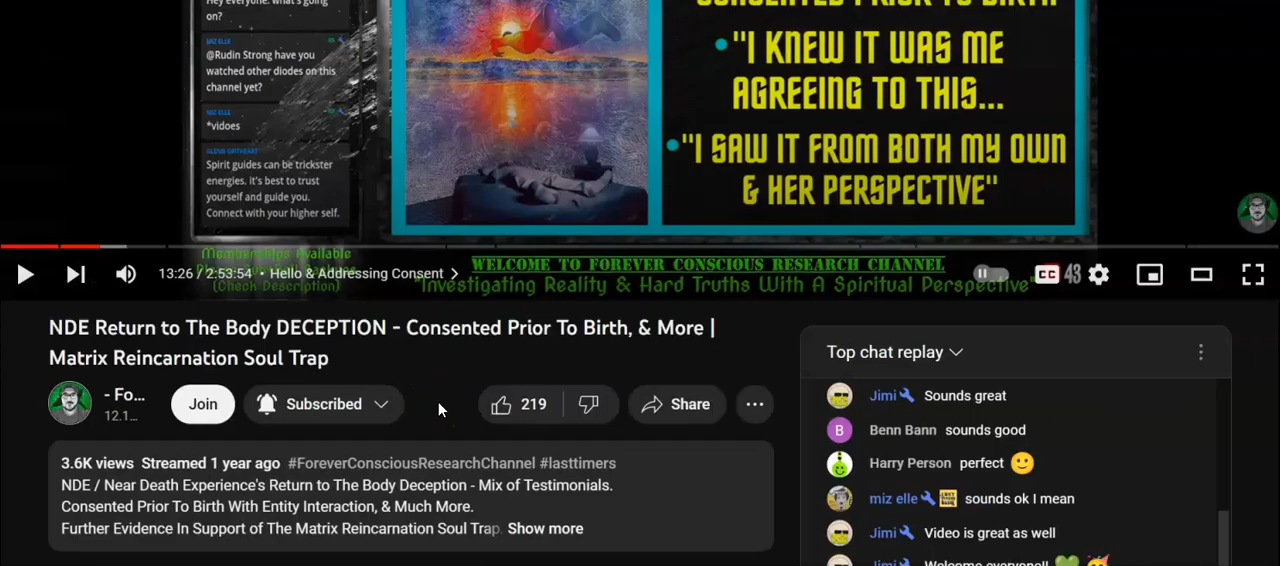 Hey everyone. what's going
on?
MIZ ELLE
@Rudin Strong have you
watched other diodes on this
channel yet?
MIZ ELLE
*vidoes
Spirit guides can be trickster
energies. it's best to trust
yourself and guide you.
Connect with your higher self.
CONSENTED PRIOR TO BIRTH
"I KNEW IT WAS ME
AGREEING TO THIS...
"I SAW IT FROM BOTH MY OWN
& HER PERSPECTIVE"
Memberships Available
(Check Description)
WELCOME TO FOREVER CONSCIOUS RESEARCH CHANNEL
"Investigating Reality & Hard Truths With A Spiritual Perspective"
13:26 / 2:53:54 • Hello & Addressing Consent
CC
43
NDE Return to The Body DECEPTION - Consented Prior To Birth, & More |
Matrix Reincarnation Soul Trap
- Fo...
12.1...
Join
Subscribed
219
Share
3.6K views Streamed 1 year ago #ForeverConsciousResearchChannel #lasttimers
NDE / Near Death Experience's Return to The Body Deception - Mix of Testimonials.
Consented Prior To Birth With Entity Interaction, & Much More.
Further Evidence In Support of The Matrix Reincarnation Soul Trap. Show more
Top chat replay
Jimi Sounds great
B
Benn Bann sounds good
Harry Person perfect
miz elle sounds ok I mean
Jimi Video is great as well
Jimi Welcome everyone!!